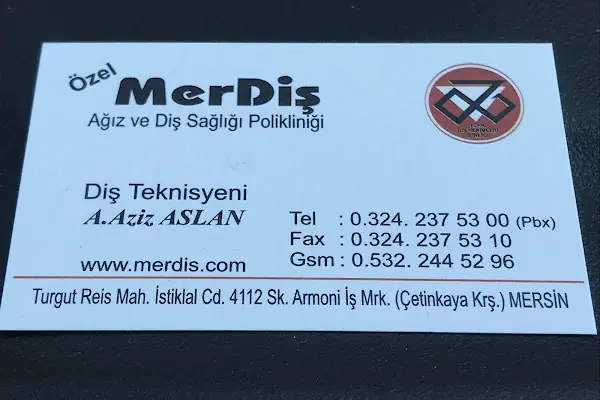 Özel
MerDiş
Ağız ve Diş Sağlığı Polikliniği
Diş Teknisyeni
A.Aziz ASLAN
Tel : 0.324. 237 53 00 (Pbx)
Fax : 0.324. 237 53 10
Gsm : 0.532. 244 52 96
www.merdis.com
Turgut Reis Mah. İstiklal Cd. 4112 Sk. Armoni İş Mrk. (Çetinkaya Krş.) MERSİN